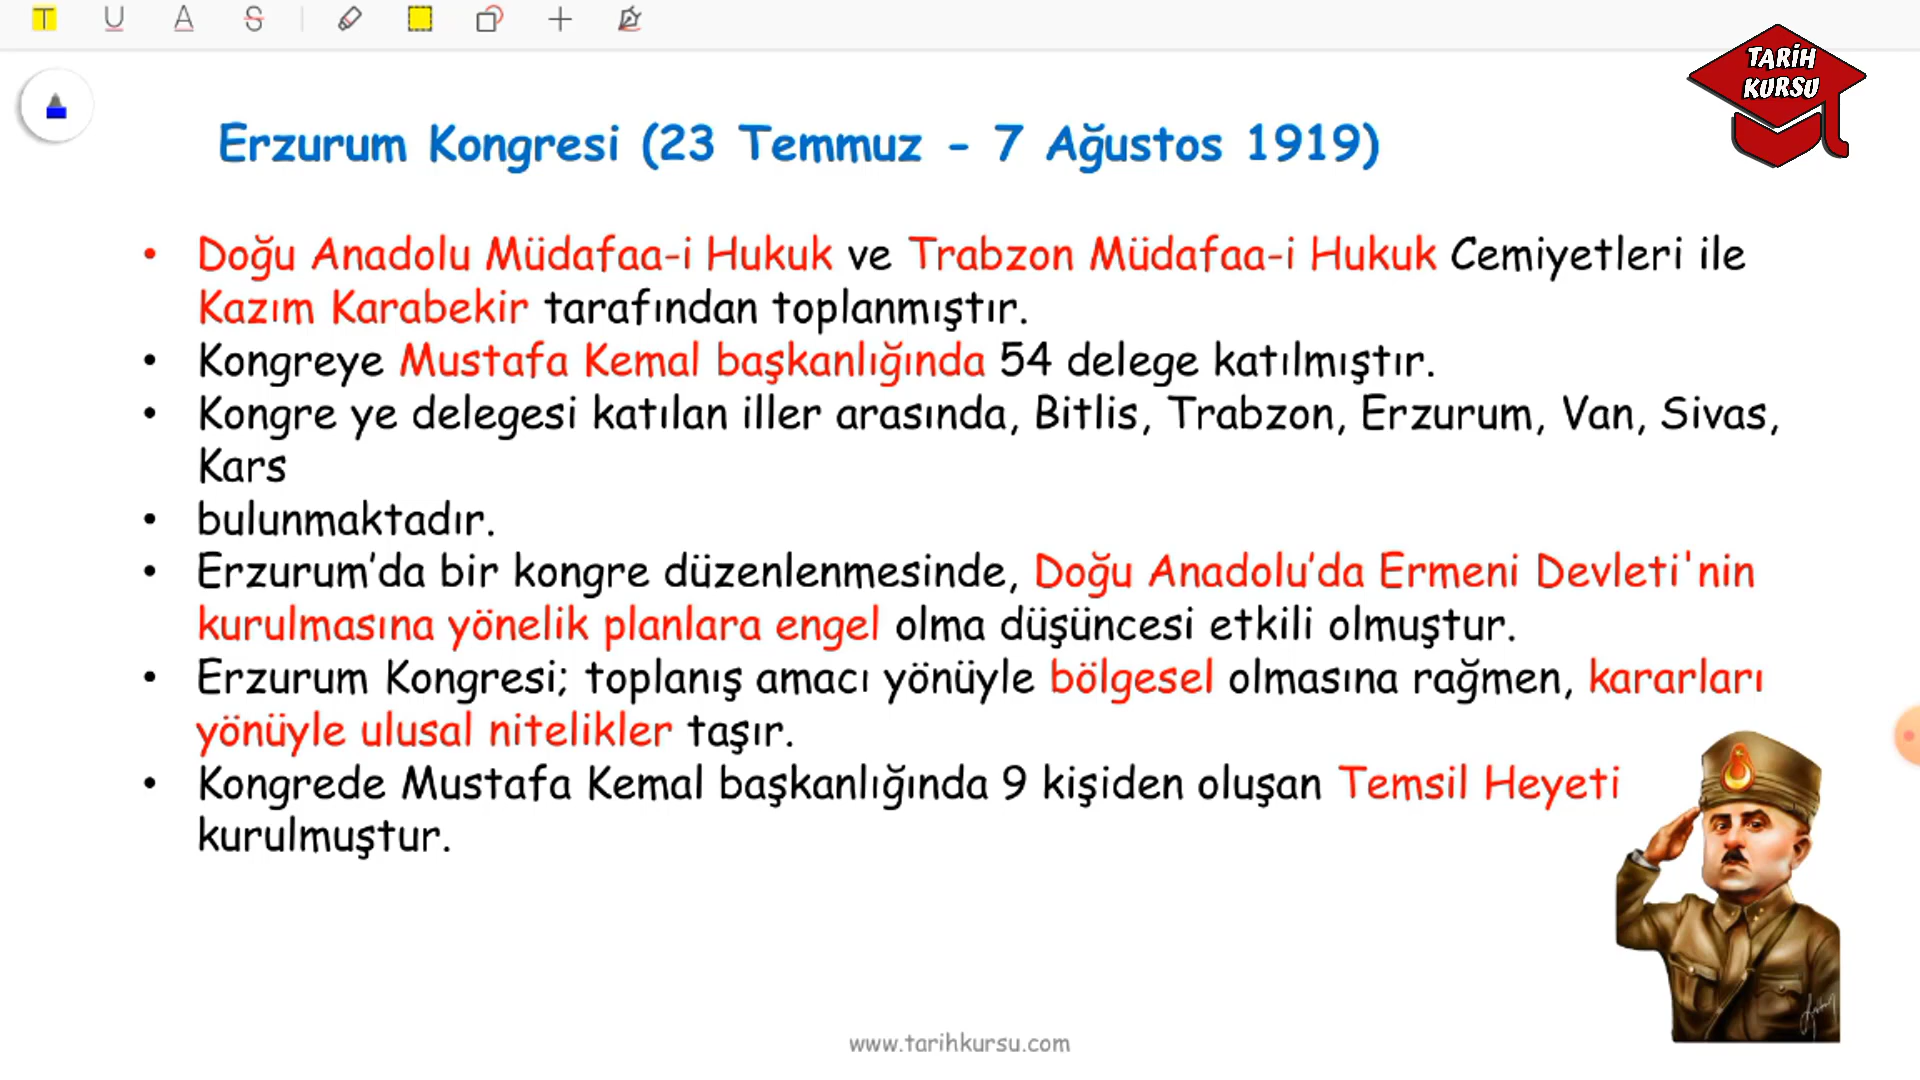 TARİH
KURSU
Erzurum Kongresi (23 Temmuz - 7 Ağustos 1919)
• Doğu Anadolu Müdafaa-i Hukuk ve Trabzon Müdafaa-i Hukuk Cemiyetleri ile
Kazım Karabekir tarafından toplanmıştır.
• Kongreye Mustafa Kemal başkanlığında 54 delege katılmıştır.
• Kongre ye delegesi katılan iller arasında, Bitlis, Trabzon, Erzurum, Van, Sivas,
Kars
• bulunmaktadır.
• Erzurum’da bir kongre düzenlenmesinde, Doğu Anadolu’da Ermeni Devleti'nin
kurulmasına yönelik planlara engel olma düşüncesi etkili olmuştur.
• Erzurum Kongresi; toplanış amacı yönüyle bölgesel olmasına rağmen, kararları
yönüyle ulusal nitelikler taşır.
• Kongrede Mustafa Kemal başkanlığında 9 kişiden oluşan Temsil Heyeti
kurulmuştur.
www.tarihkursu.com